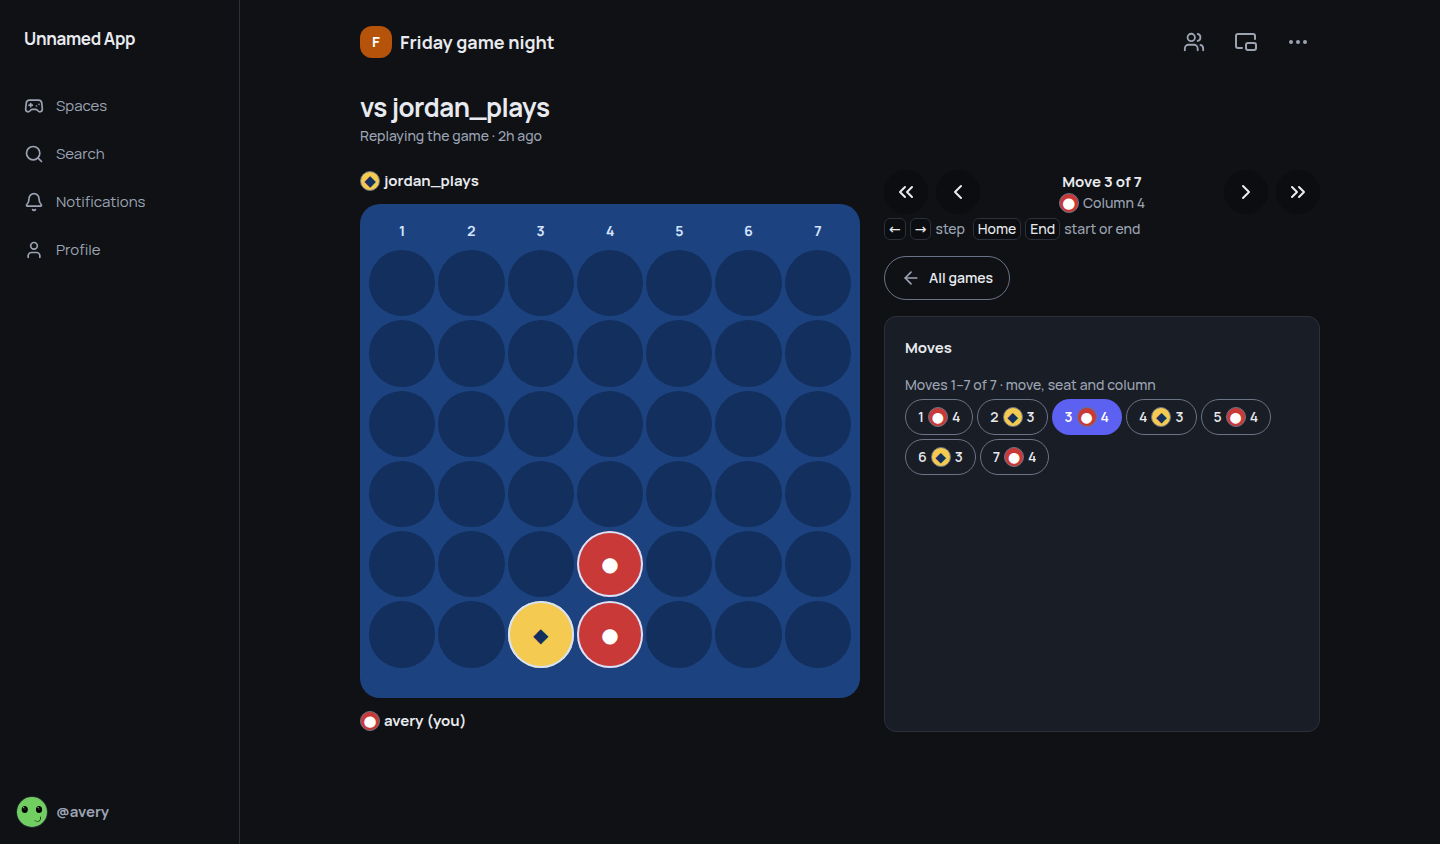 Unnamed App
Spaces
Search
Notifications
Profile
@avery
F Friday game night
vs jordan_plays
Replaying the game · 2h ago
jordan_plays
1 2 3 4 5 6 7
avery (you)
Move 3 of 7
Column 4
← → step Home End start or end
All games
Moves
Moves 1–7 of 7 · move, seat and column
1 4 2 3 3 4 4 3 5 4
6 3 7 4